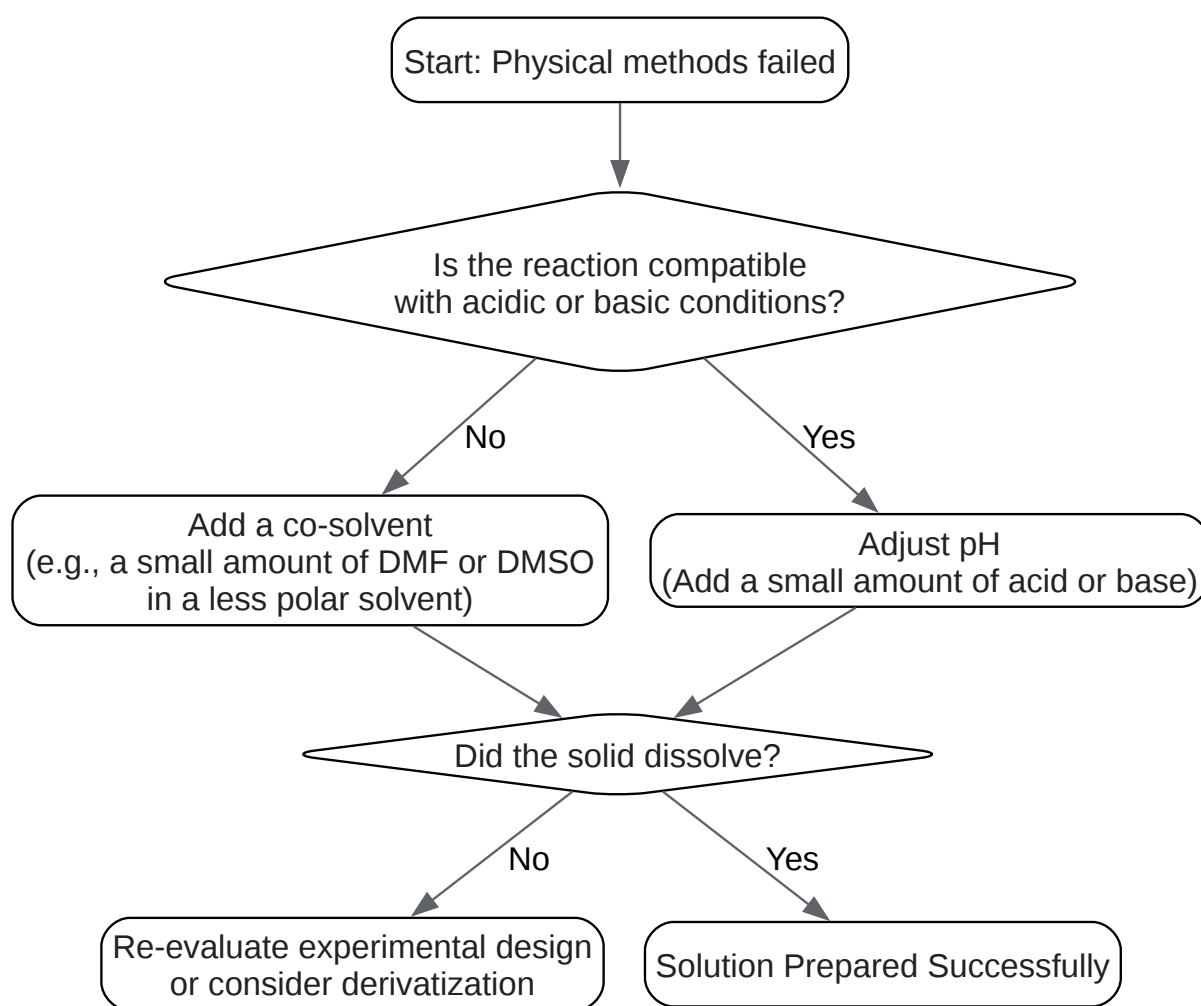 Start: Physical methods failed
Is the reaction compatible
with acidic or basic conditions?
No
Yes
Add a co-solvent
(e.g., a small amount of DMF or DMSO
in a less polar solvent)
Adjust pH
(Add a small amount of acid or base)
Did the solid dissolve?
No
Yes
Re-evaluate experimental design
or consider derivatization
Solution Prepared Successfully